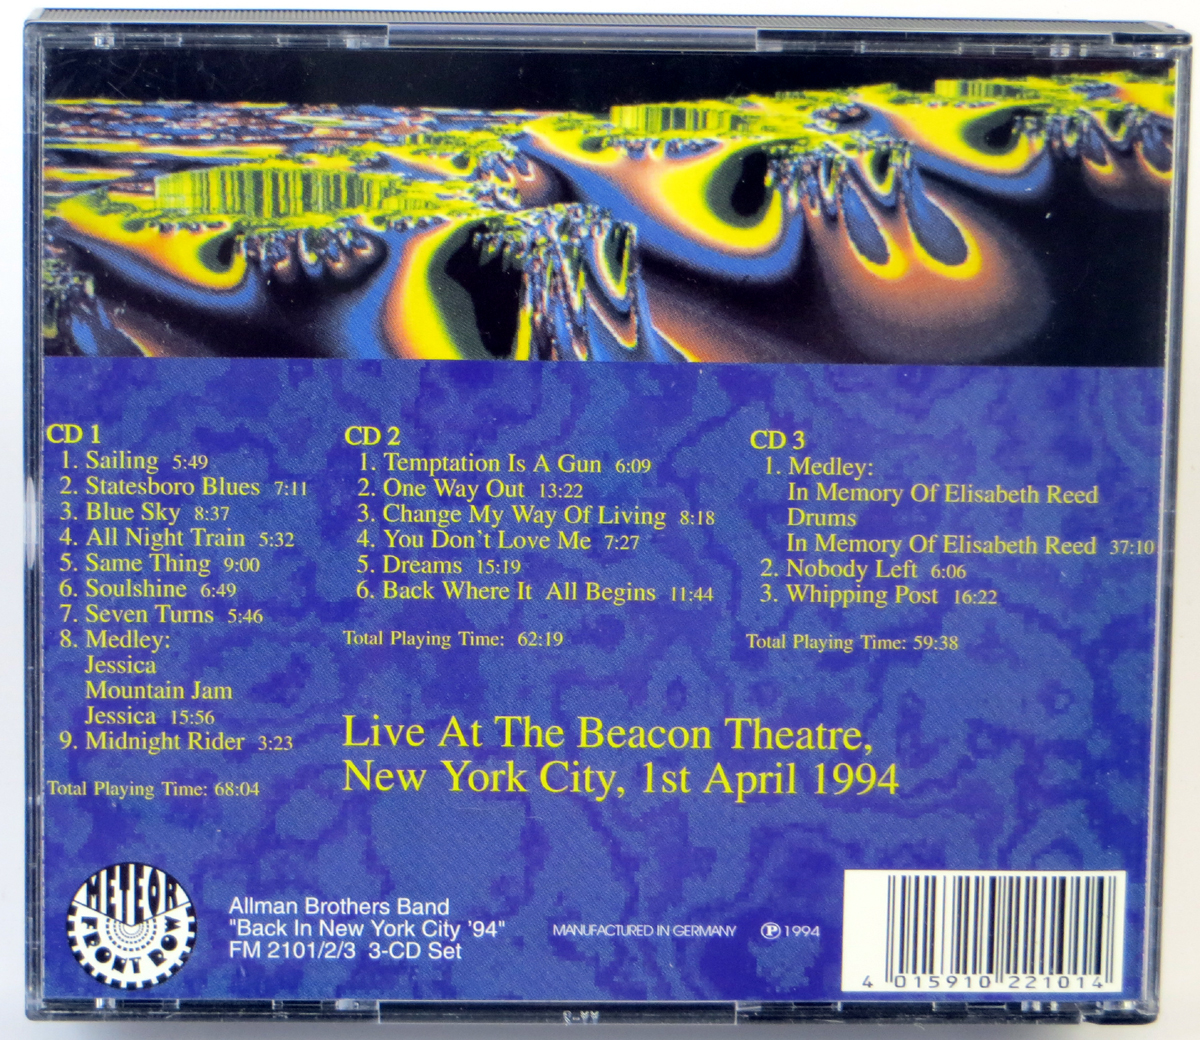 CD 1
1. Sailing 5:49
2. Statesboro Blues 7:11
3. Blue Sky 8:37
4. All Night Train 5:32
5. Same Thing 9:00
6. Soulshine 6:49
7. Seven Turns 5:46
8. Medley:
Jessica
Mountain Jam
Jessica 15:56
9. Midnight Rider 3:23
Total Playing Time: 68:04
CD 2
1. Temptation Is A Gun 6:09
2. One Way Out 13:22
3. Change My Way Of Living 8:18
4. You Don't Love Me 7:27
5. Dreams 15:19
6. Back Where It All Begins 11:44
Total Playing Time: 62:19
CD 3
1. Medley:
In Memory Of Elisabeth Reed
Drums
In Memory Of Elisabeth Reed 37:10
2. Nobody Left 6:06
3. Whipping Post 16:22
Total Playing Time: 59:38
Live At The Beacon Theatre,
New York City, 1st April 1994
METEOR
FRONT ROW
Allman Brothers Band
"Back In New York City '94"
FM 2101/2/3 3-CD Set
MANUFACTURED IN GERMANY ℗ 1994
4 015910 221014